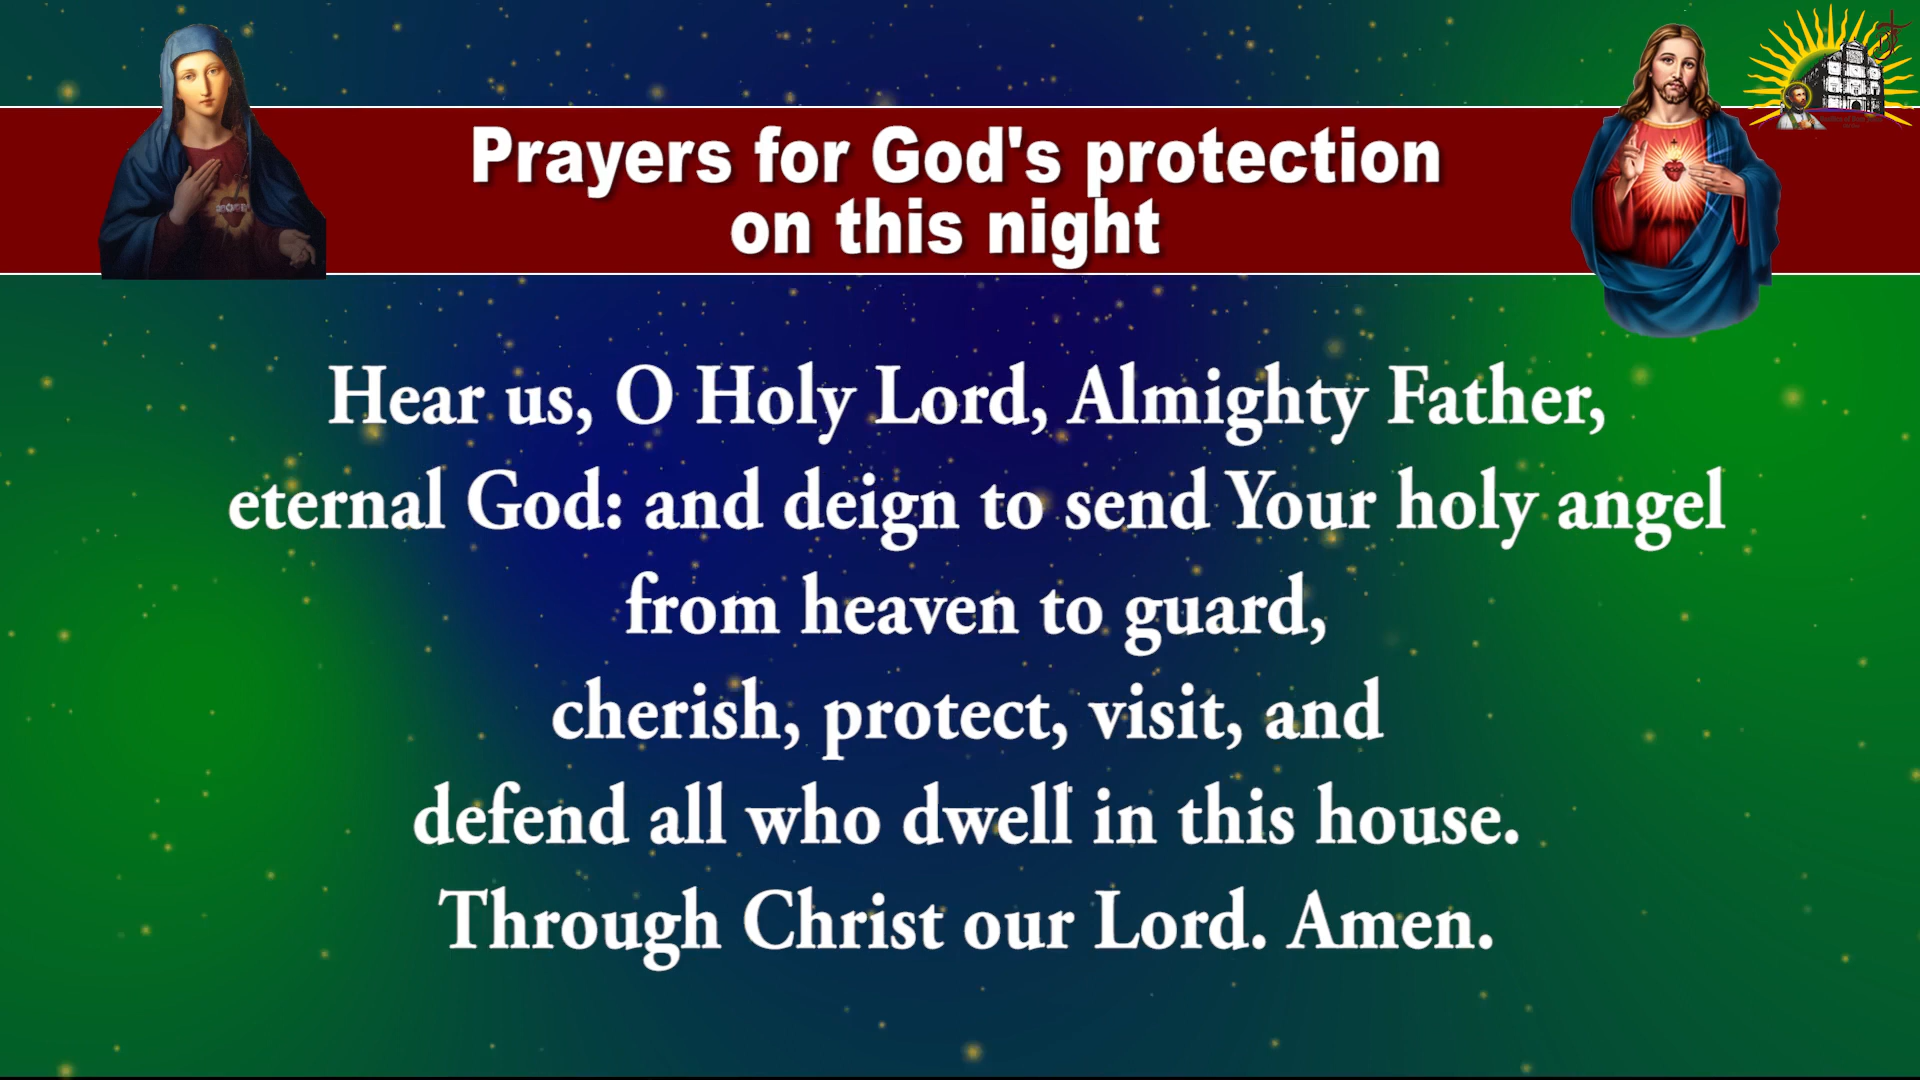 Prayers for God's protection
on this night
Hear us, O Holy Lord, Almighty Father,
eternal God: and deign to send Your holy angel
from heaven to guard,
cherish, protect, visit, and
defend all who dwell in this house.
Through Christ our Lord. Amen.